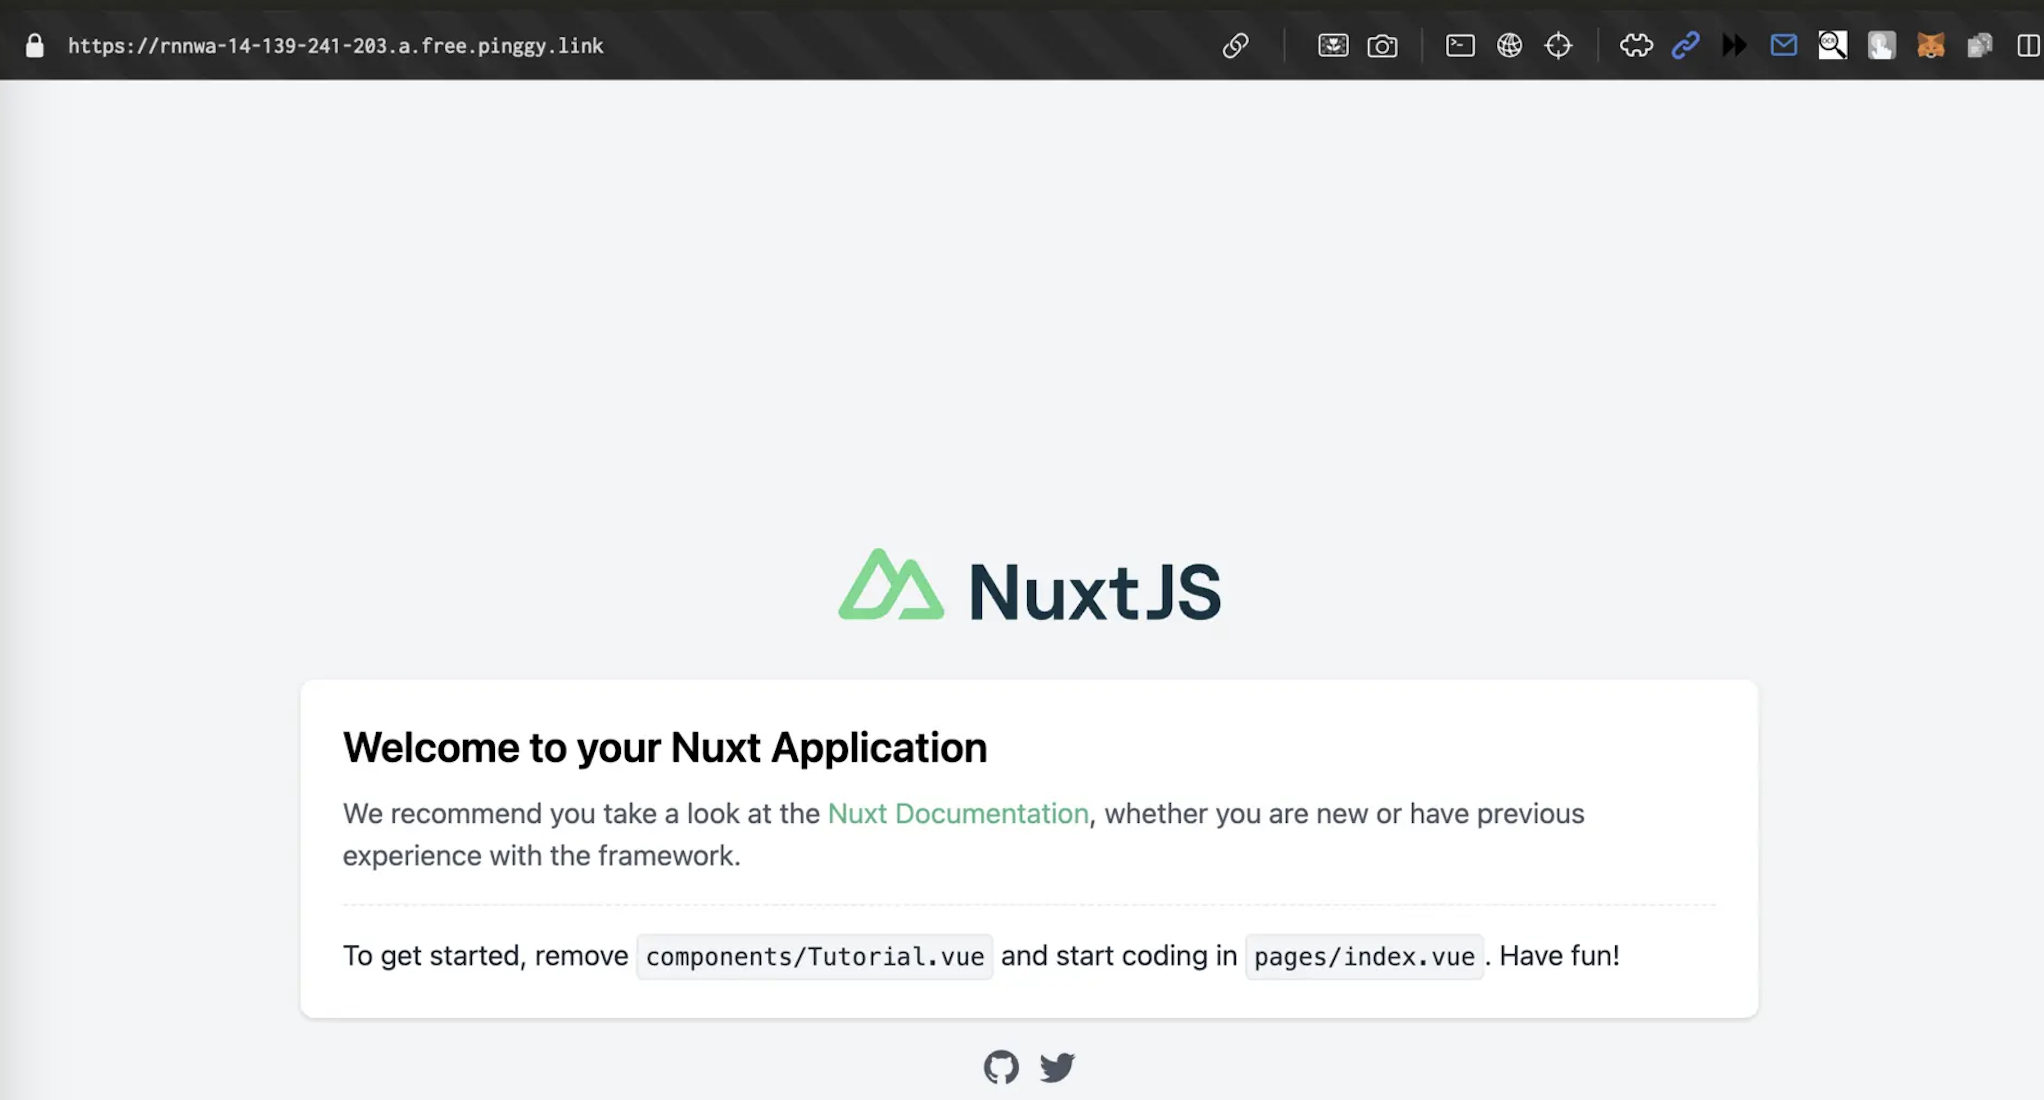 https://rnnwa-14-139-241-203.a.free.pinggy.link
NuxtJS
Welcome to your Nuxt Application
We recommend you take a look at the Nuxt Documentation, whether you are new or have previous
experience with the framework.
To get started, remove components/Tutorial.vue and start coding in pages/index.vue. Have fun!